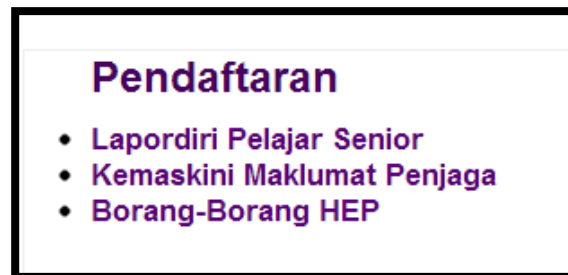 Pendaftaran
Lapordiri Pelajar Senior
Kemaskini Maklumat Penjaga
Borang-Borang HEP